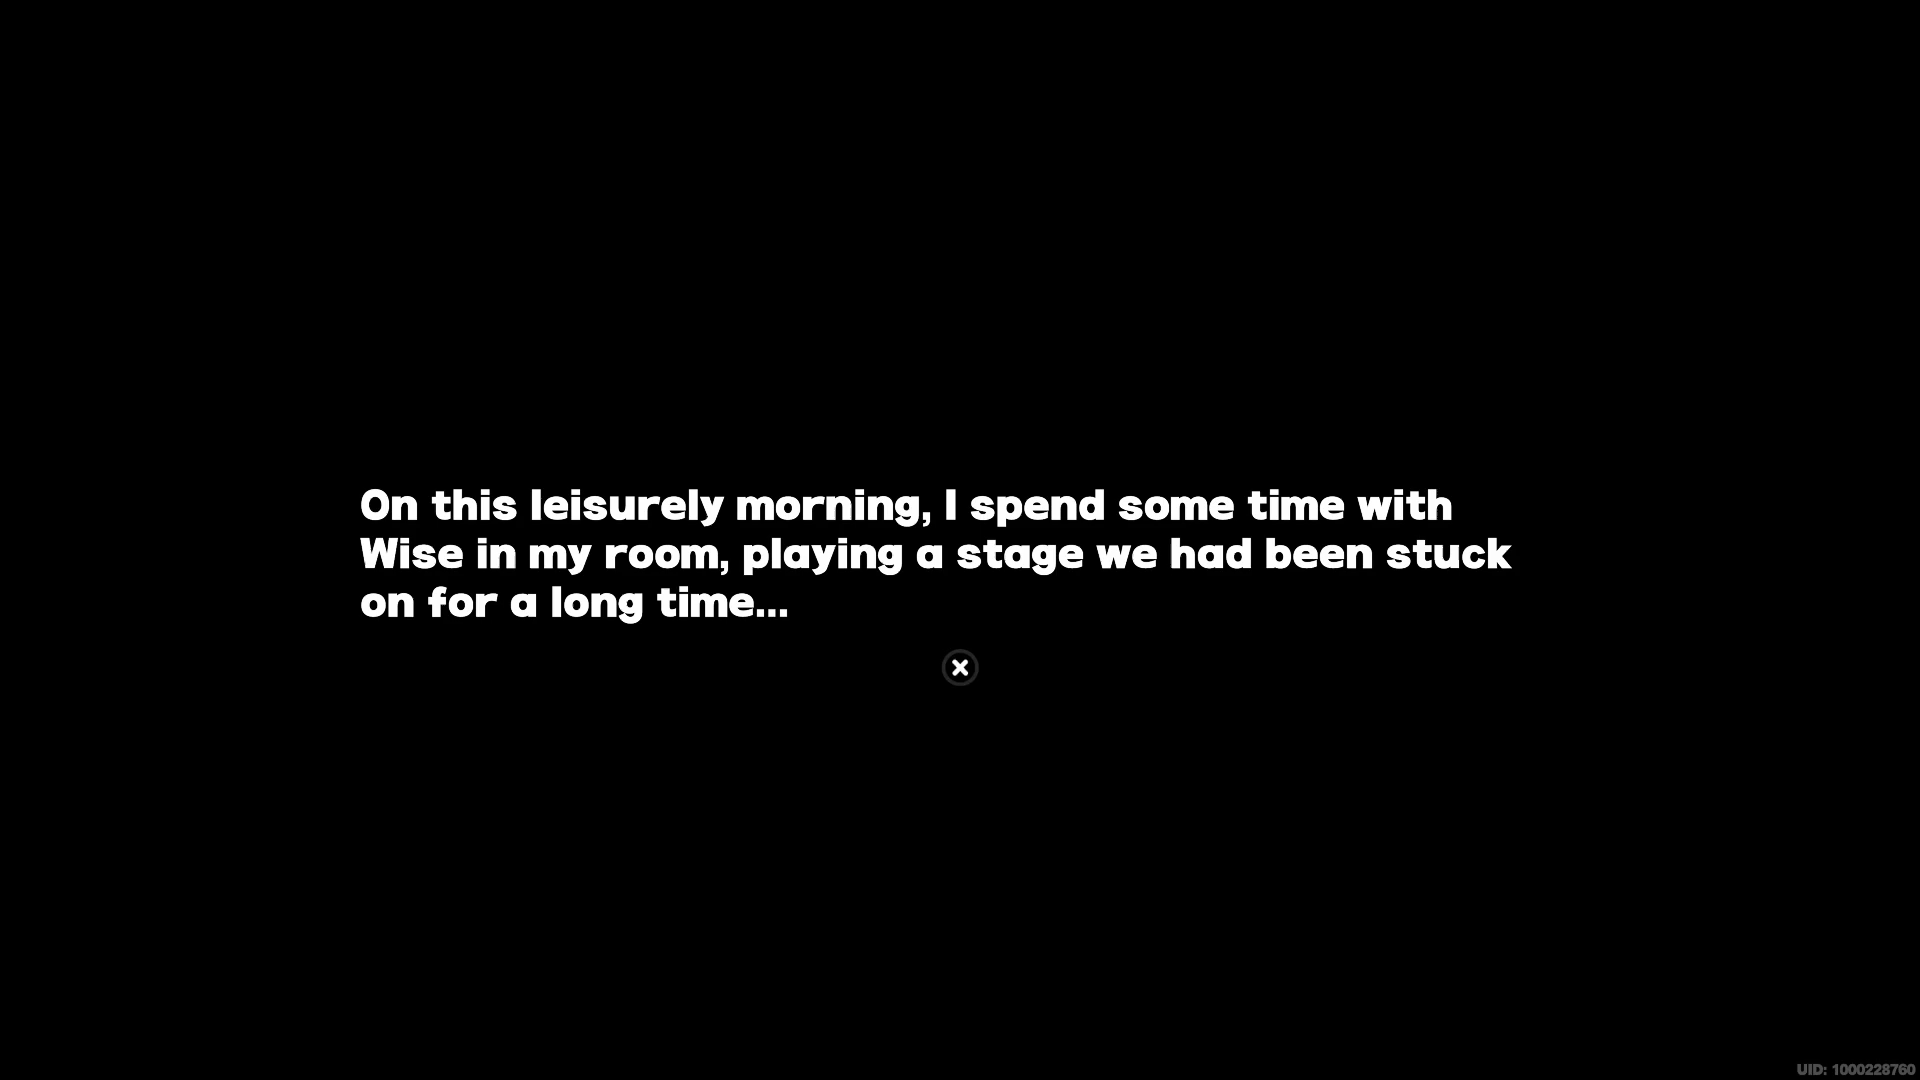 On this leisurely morning, I spend some time with
Wise in my room, playing a stage we had been stuck
on for a long time...
UID: 1000228760